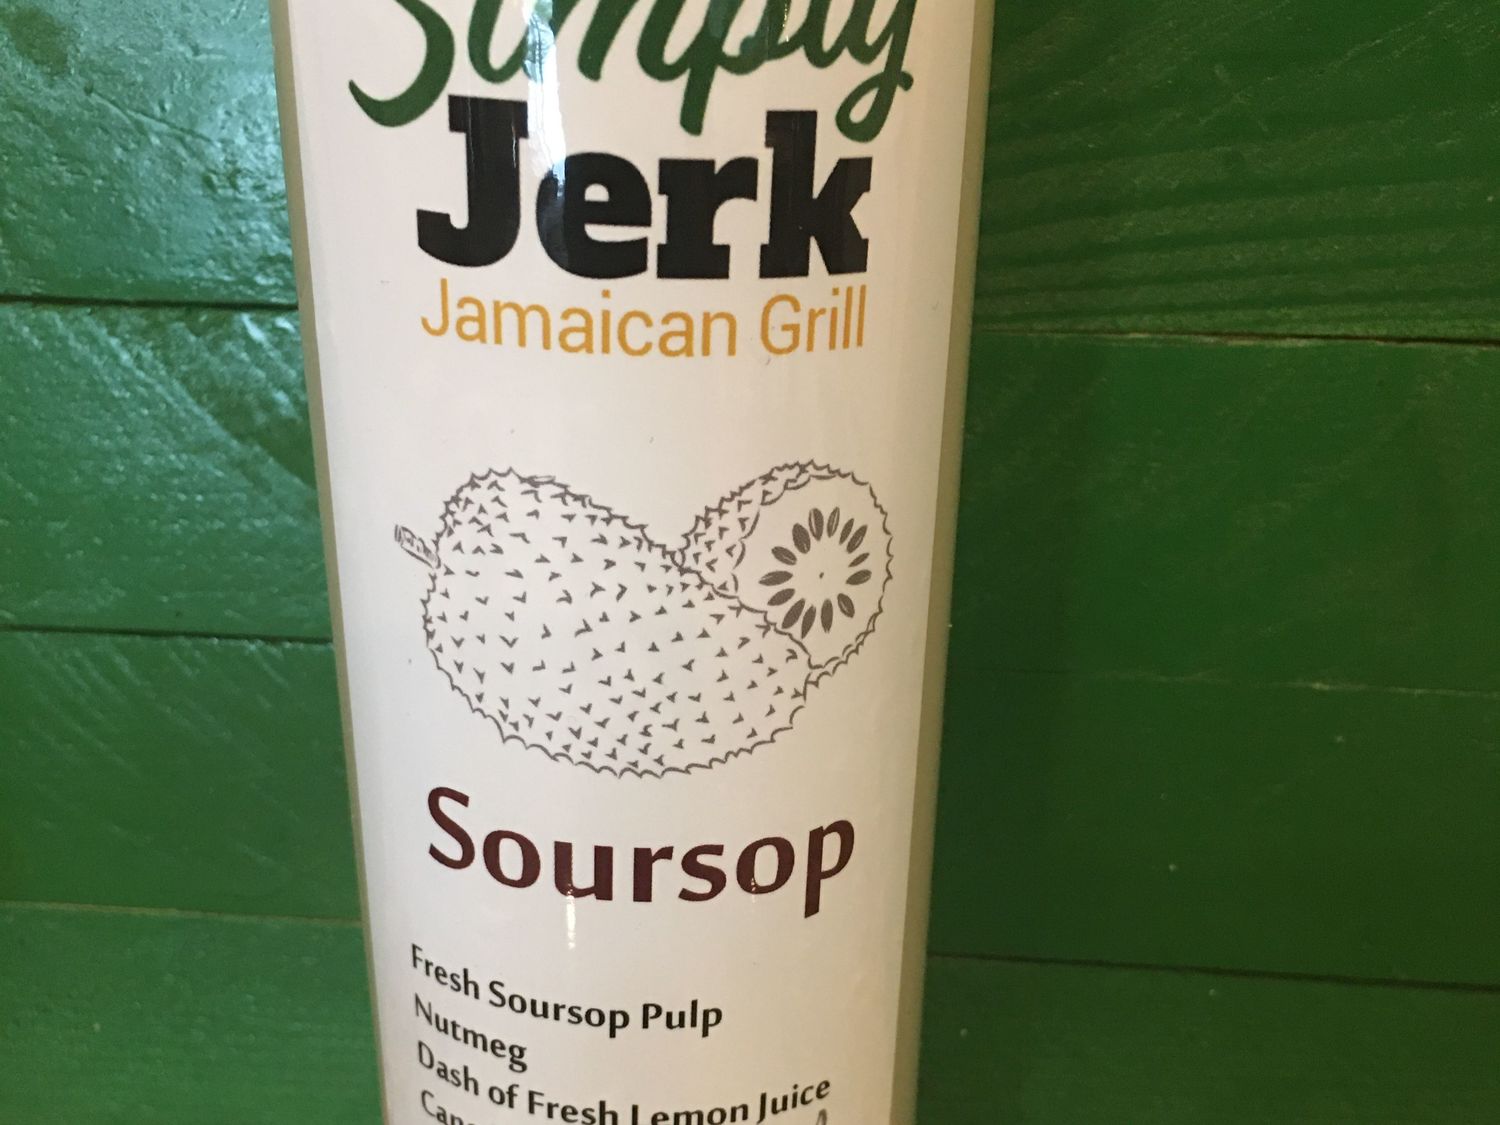 Simply
Jerk
Jamaican Grill
Soursop
Fresh Soursop Pulp
Nutmeg
Dash of Fresh Lemon Juice